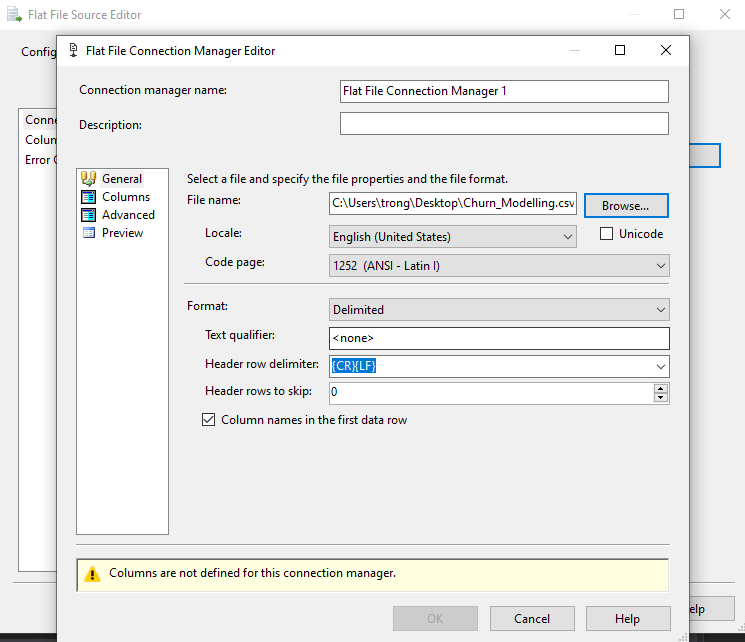 Flat File Source Editor
Config
Flat File Connection Manager Editor
Connection manager name:
Flat File Connection Manager 1
Description:
Conne
Colum
Error
General
Columns
Advanced
Preview
Select a file and specify the file properties and the file format.
File name:
C:\Users\trong\Desktop\Churn_Modelling.csv
Browse...
Locale:
English (United States)
Unicode
Code page:
1252 (ANSI - Latin I)
Format:
Delimited
Text qualifier:
<none>
Header row delimiter:
{CR}{LF}
Header rows to skip:
0
Column names in the first data row
Columns are not defined for this connection manager.
OK
Cancel
Help
elp